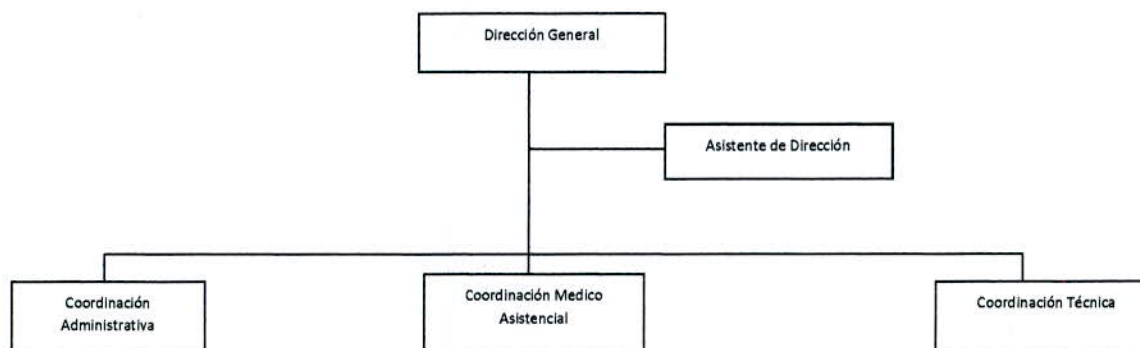 Dirección General
Asistente de Dirección
Coordinación
Administrativa
Coordinación Medico
Asistencial
Coordinación Técnica